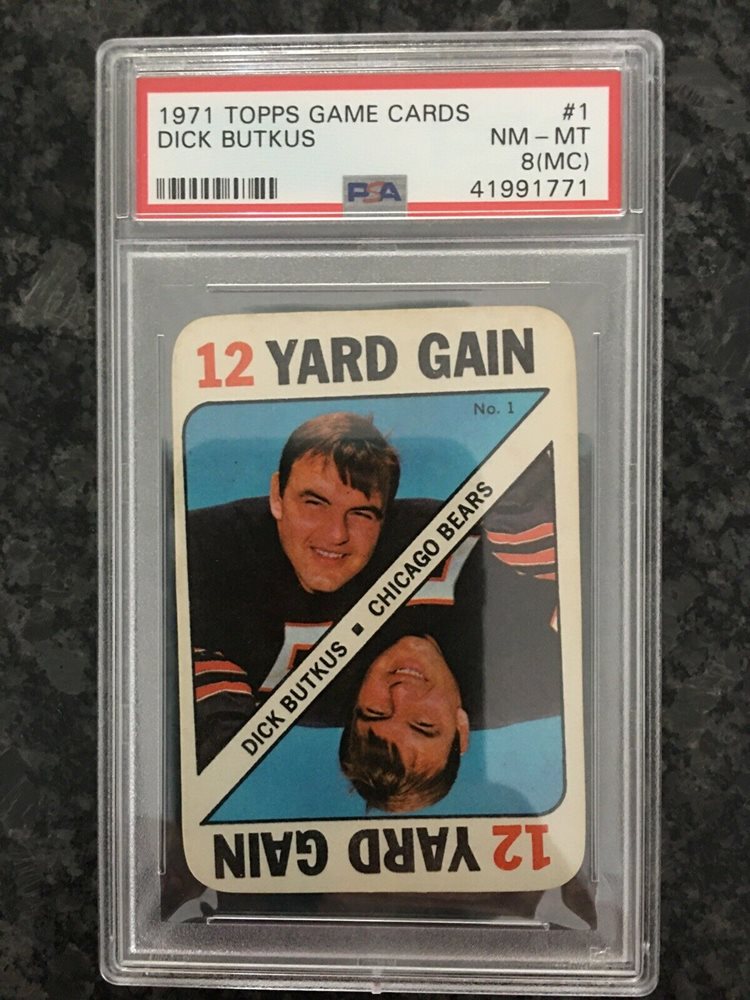 1971 TOPPS GAME CARDS #1
DICK BUTKUS NM – MT
8(MC)
PSA 41991771
12 YARD GAIN
No. 1
DICK BUTKUS ▪ CHICAGO BEARS
12 YARD GAIN